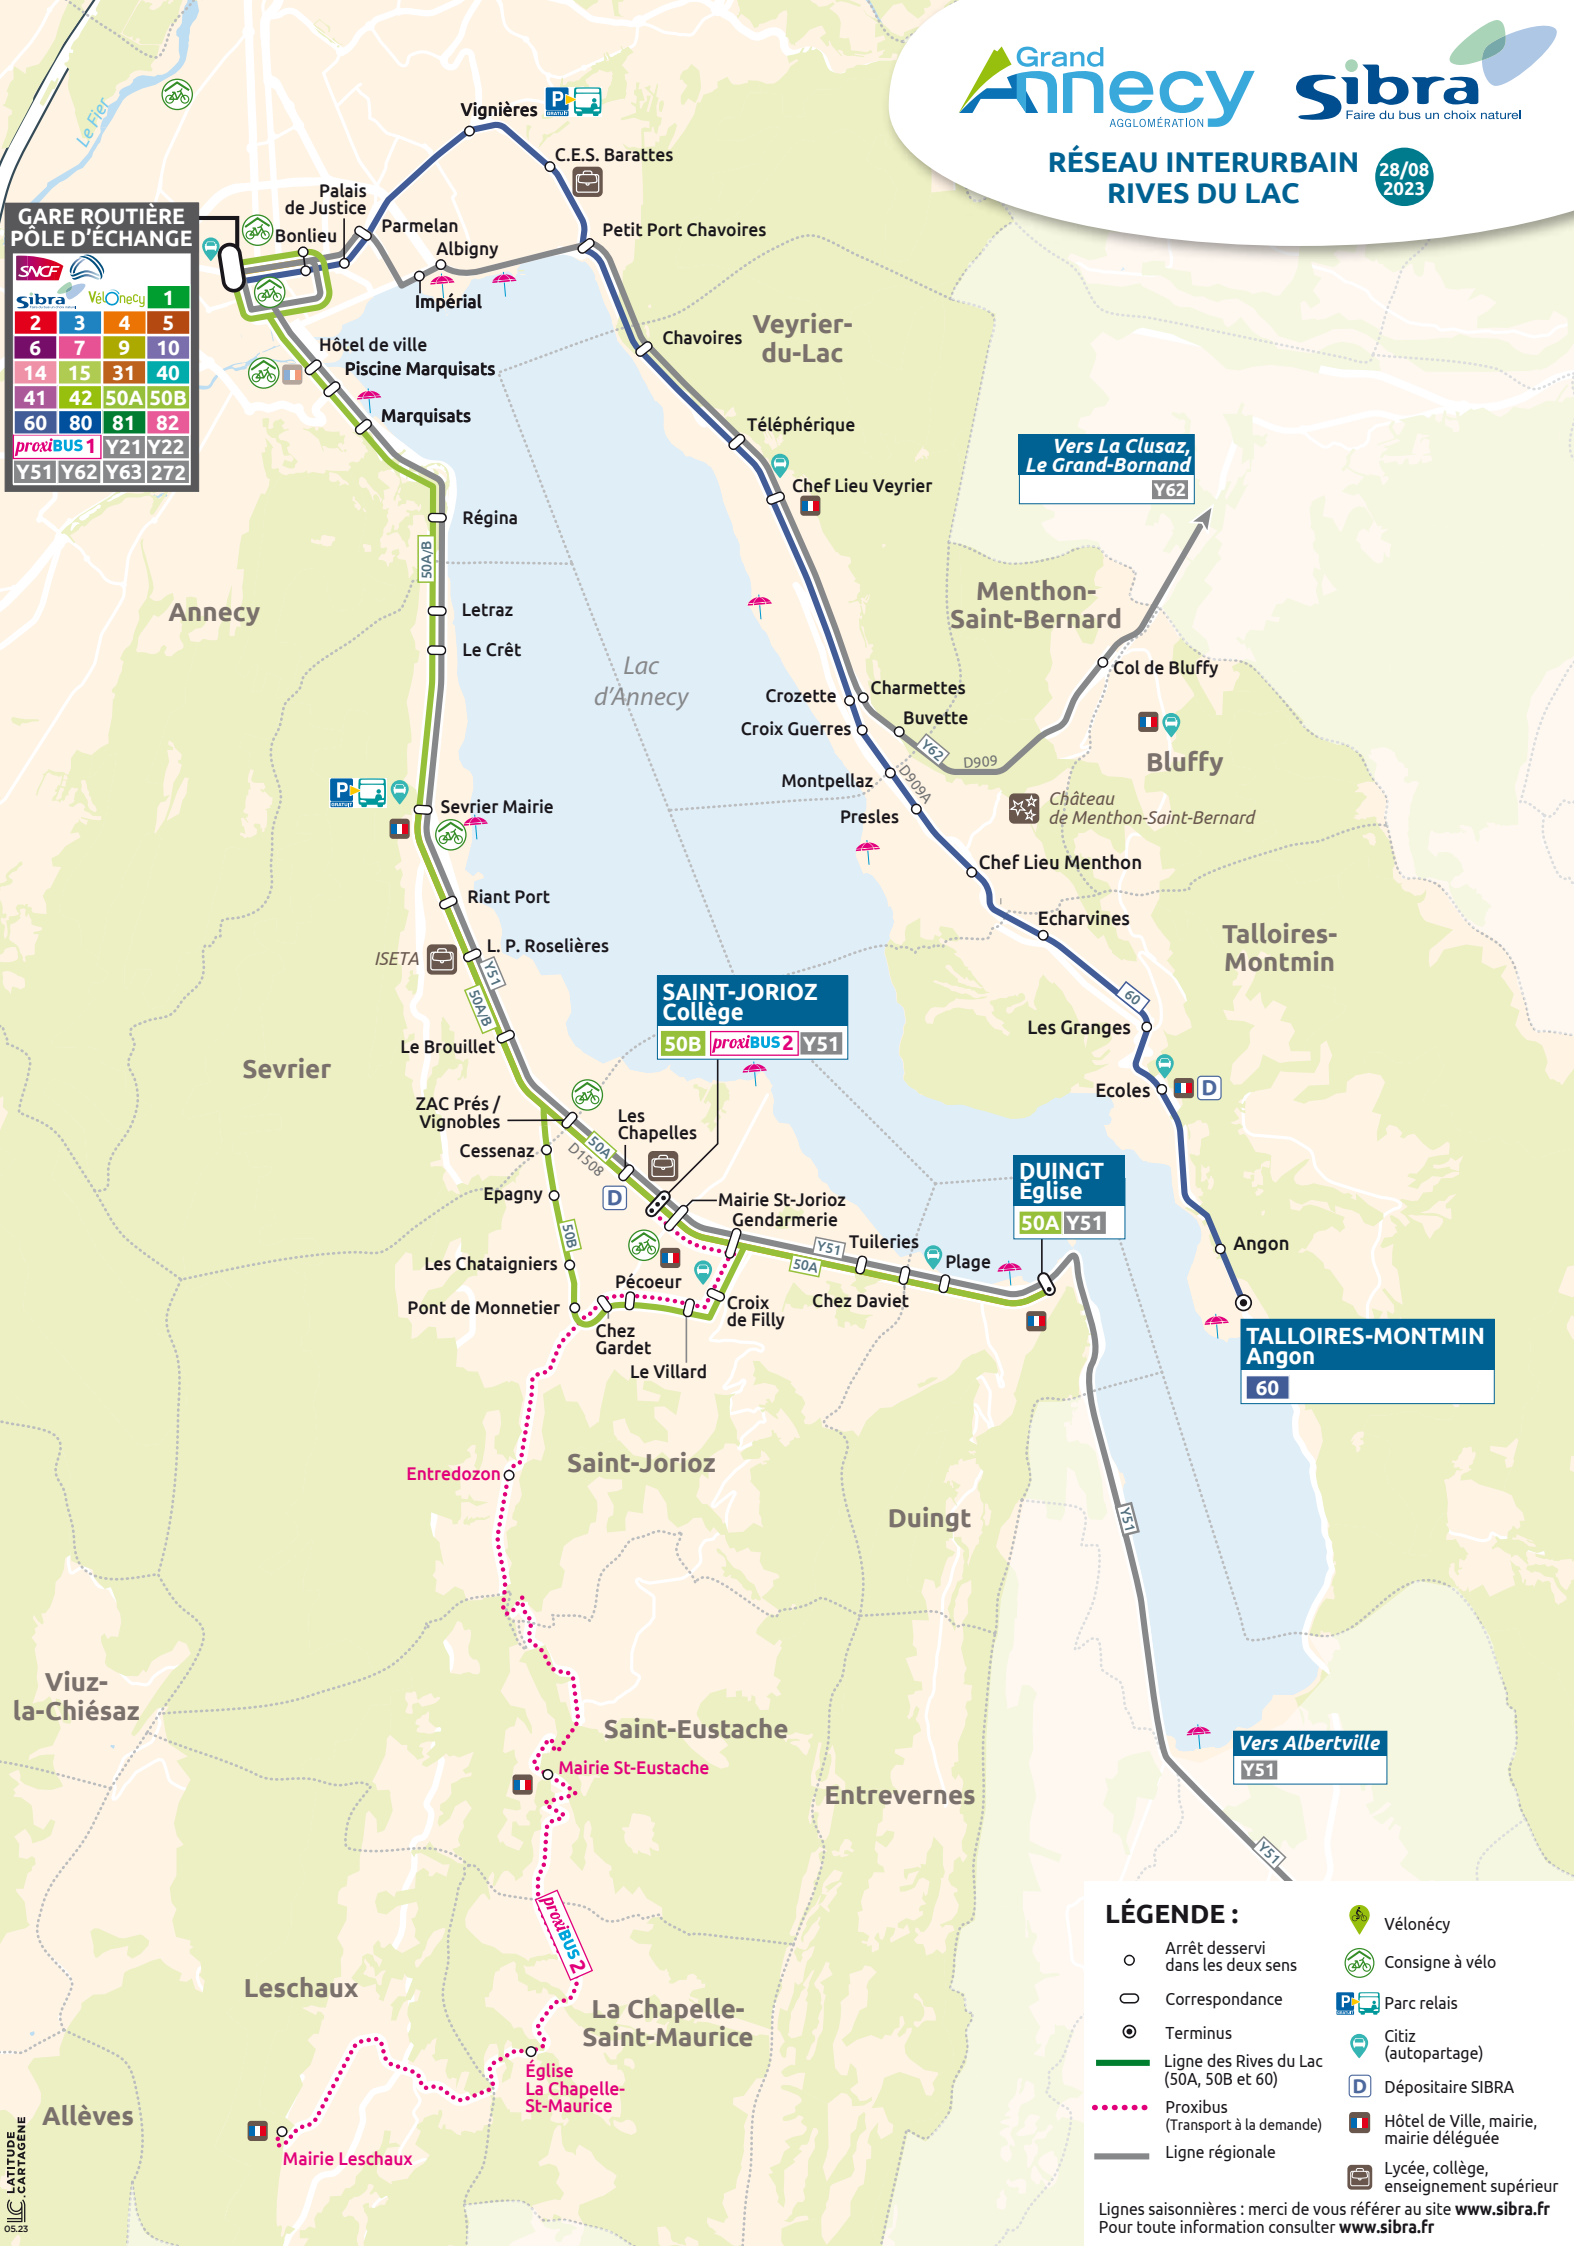 Grand
Annecy
AGGLOMÉRATION
sibra
Faire du bus un choix naturel
RÉSEAU INTERURBAIN
RIVES DU LAC
28/08
2023
Le Fier
Vignières
P
GRATUIT
C.E.S. Barattes
Palais
de Justice
Bonlieu
Parmelan
Albigny
Impérial
Petit Port Chavoires
GARE ROUTIÈRE
PÔLE D'ÉCHANGE
SNCF
sibra
VélOnecy
1
2 3 4 5
6 7 9 10
14 15 31 40
41 42 50A 50B
60 80 81 82
proxiBUS 1 Y21 Y22
Y51 Y62 Y63 272
Hôtel de ville
Piscine Marquisats
Marquisats
Chavoires
Veyrier-
du-Lac
Téléphérique
Chef Lieu Veyrier
Vers La Clusaz,
Le Grand-Bornand
Y62
Régina
50A/B
Letraz
Le Crêt
Annecy
Lac
d'Annecy
Menthon-
Saint-Bernard
Col de Bluffy
Charmettes
Crozette
Buvette
Croix Guerres
Y62
D909
Bluffy
Montpellaz
D909A
Presles
Château
de Menthon-Saint-Bernard
P
GRATUIT
Sevrier Mairie
Chef Lieu Menthon
Riant Port
Echarvines
Talloires-
Montmin
L. P. Roselières
ISETA
Y51
50A/B
60
SAINT-JORIOZ
Collège
50B proxiBUS 2 Y51
Les Granges
Le Brouillet
Sevrier
Ecoles
D
ZAC Prés /
Vignobles
Les
Chapelles
Cessenaz
50A
D1508
Epagny
D
DUINGT
Église
50A Y51
Mairie St-Jorioz
Gendarmerie
50B
Y51
50A
Tuileries
Angon
Les Chataigniers
Plage
Pécoeur
Pont de Monnetier
Croix
de Filly
Chez Daviet
Chez
Gardet
Le Villard
TALLOIRES-MONTMIN
Angon
60
Entredozon
Saint-Jorioz
Duingt
Y51
Viuz-
la-Chiésaz
Saint-Eustache
Mairie St-Eustache
Vers Albertville
Y51
Entrevernes
Y51
proxiBUS 2
Leschaux
La Chapelle-
Saint-Maurice
Église
La Chapelle-
St-Maurice
Allèves
Mairie Leschaux
LATITUDE
CARTAGÈNE
05.23
LÉGENDE :
Arrêt desservi
dans les deux sens
Correspondance
Terminus
Ligne des Rives du Lac
(50A, 50B et 60)
Proxibus
(Transport à la demande)
Ligne régionale
Vélonécy
Consigne à vélo
P
GRATUIT
Parc relais
Citiz
(autopartage)
D
Dépositaire SIBRA
Hôtel de Ville, mairie,
mairie déléguée
Lycée, collège,
enseignement supérieur
Lignes saisonnières : merci de vous référer au site www.sibra.fr
Pour toute information consulter www.sibra.fr